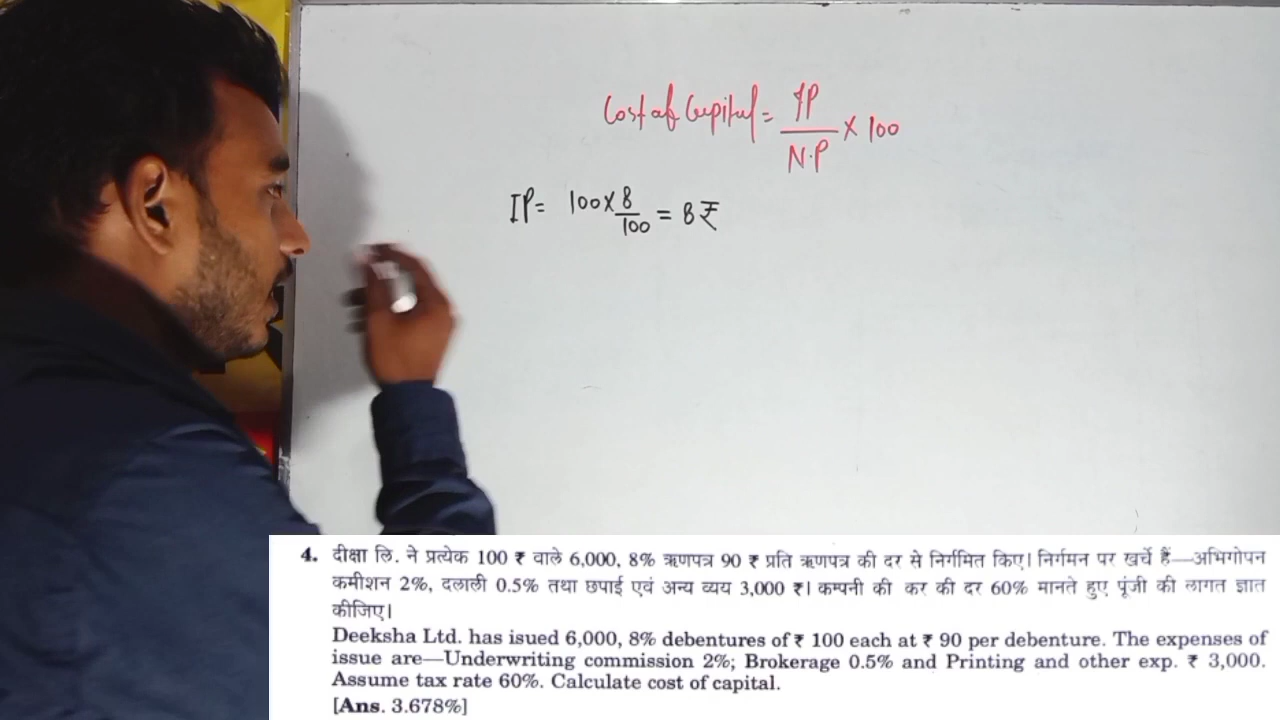 Cost of Capital = IP / N.P × 100
IP = 100 × 8 / 100 = 8 ₹
4. दीक्षा लि. ने प्रत्येक 100 ₹ वाले 6,000, 8% ऋणपत्र 90 ₹ प्रति ऋणपत्र की दर से निर्गमित किए। निर्गमन पर खर्चे हैं—अभिगोपन
कमीशन 2%, दलाली 0.5% तथा छपाई एवं अन्य व्यय 3,000 ₹। कम्पनी की कर की दर 60% मानते हुए पूंजी की लागत ज्ञात
कीजिए।
Deeksha Ltd. has isued 6,000, 8% debentures of ₹ 100 each at ₹ 90 per debenture. The expenses of
issue are—Underwriting commission 2%; Brokerage 0.5% and Printing and other exp. ₹ 3,000.
Assume tax rate 60%. Calculate cost of capital.
[Ans. 3.678%]